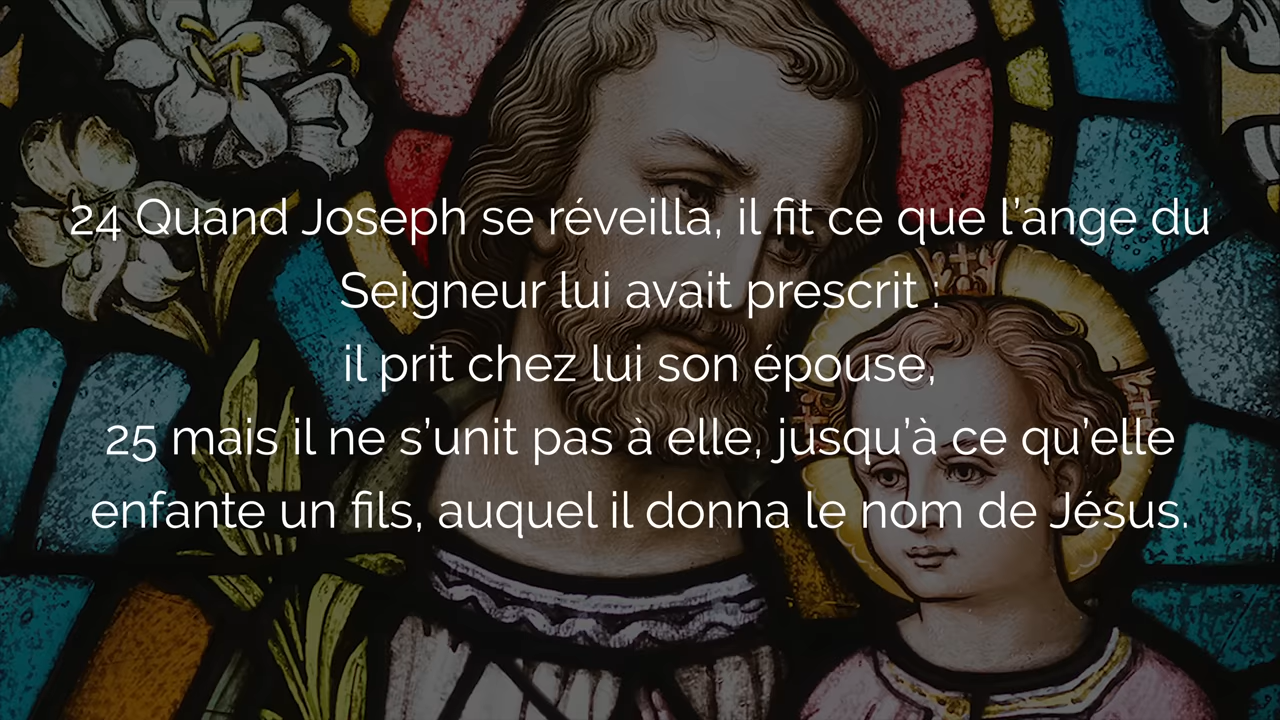 24 Quand Joseph se réveilla, il fit ce que l’ange du
Seigneur lui avait prescrit :
il prit chez lui son épouse,
25 mais il ne s’unit pas à elle, jusqu’à ce qu’elle
enfante un fils, auquel il donna le nom de Jésus.